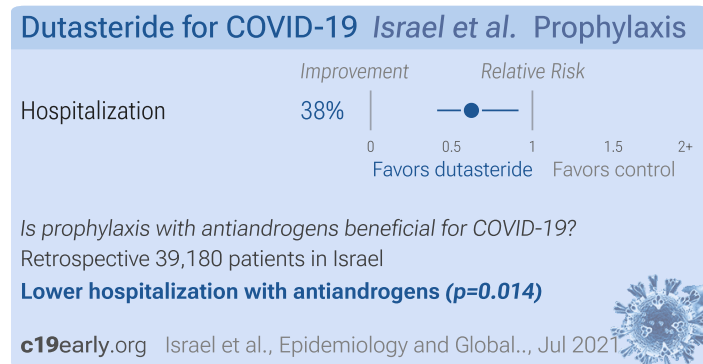 Dutasteride for COVID-19 Israel et al. Prophylaxis
Improvement Relative Risk
Hospitalization 38%
0 0.5 1 1.5 2+
Favors dutasteride Favors control
Is prophylaxis with antiandrogens beneficial for COVID-19?
Retrospective 39,180 patients in Israel
Lower hospitalization with antiandrogens (p=0.014)
c19early.org Israel et al., Epidemiology and Global.., Jul 2021